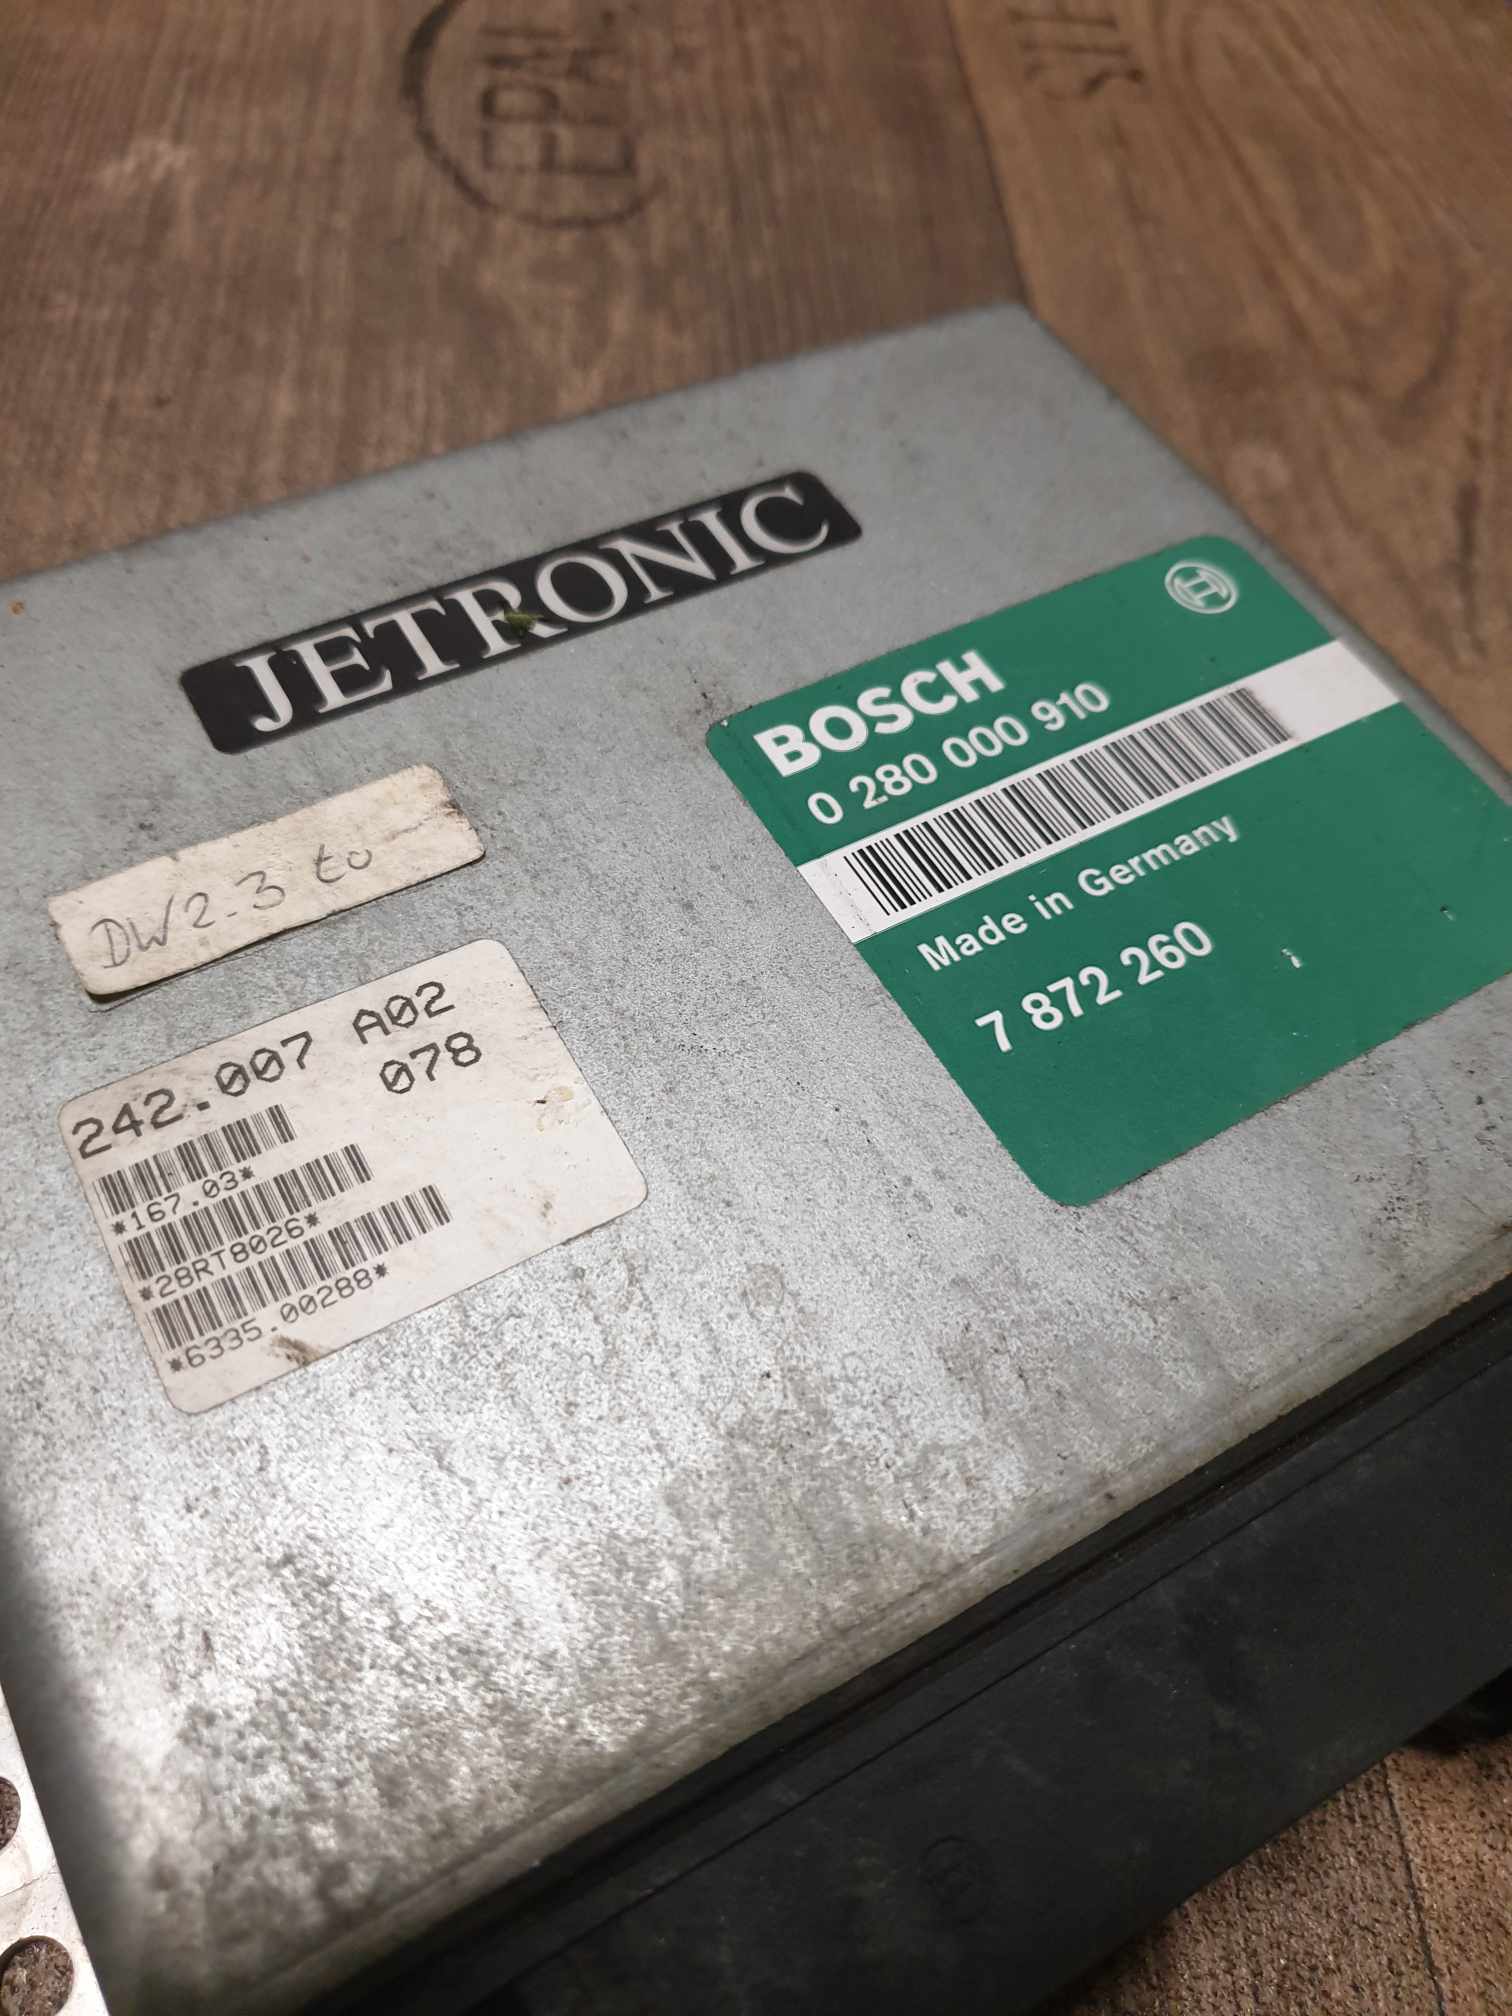 JETRONIC
BOSCH
0 280 000 910
Made in Germany
7 872 260
DW2.3 to
242.007 A02
078
*167.03*
*28RT8026*
*6335.00288*